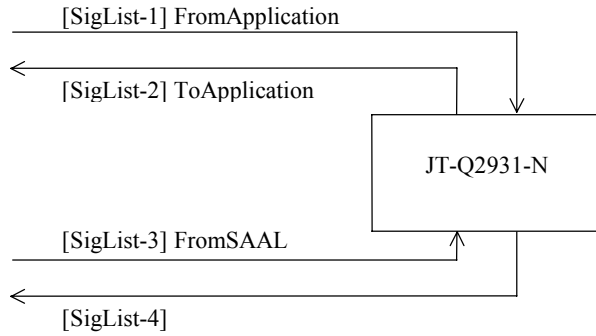 [SigList-1] FromApplication
[SigList-2] ToApplication
JT-Q2931-N
[SigList-3] FromSAAL
[SigList-4]